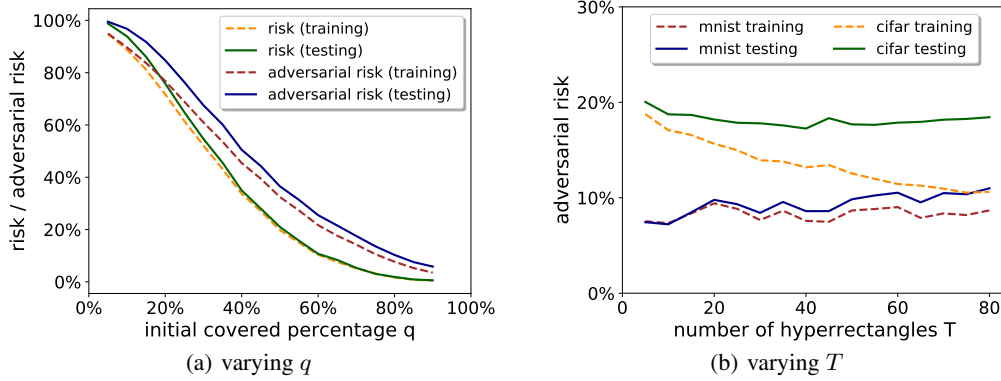 100%
80%
60%
40%
20%
0%
risk / adversarial risk
risk (training)
risk (testing)
adversarial risk (training)
adversarial risk (testing)
0% 20% 40% 60% 80% 100%
initial covered percentage q
(a) varying q
30%
20%
10%
0%
adversarial risk
mnist training cifar training
mnist testing cifar testing
0 20 40 60 80
number of hyperrectangles T
(b) varying T